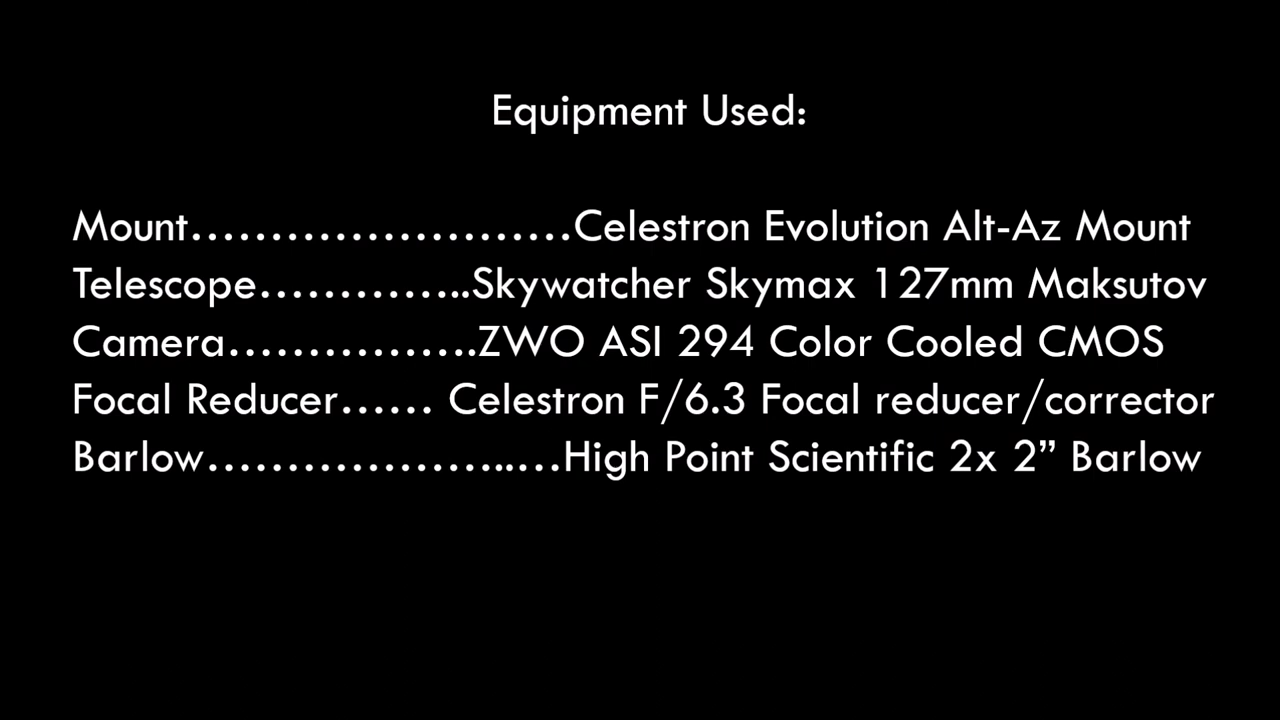 Equipment Used:
Mount……………………Celestron Evolution Alt-Az Mount
Telescope…………..Skywatcher Skymax 127mm Maksutov
Camera…………….ZWO ASI 294 Color Cooled CMOS
Focal Reducer…… Celestron F/6.3 Focal reducer/corrector
Barlow………………..…High Point Scientific 2x 2” Barlow